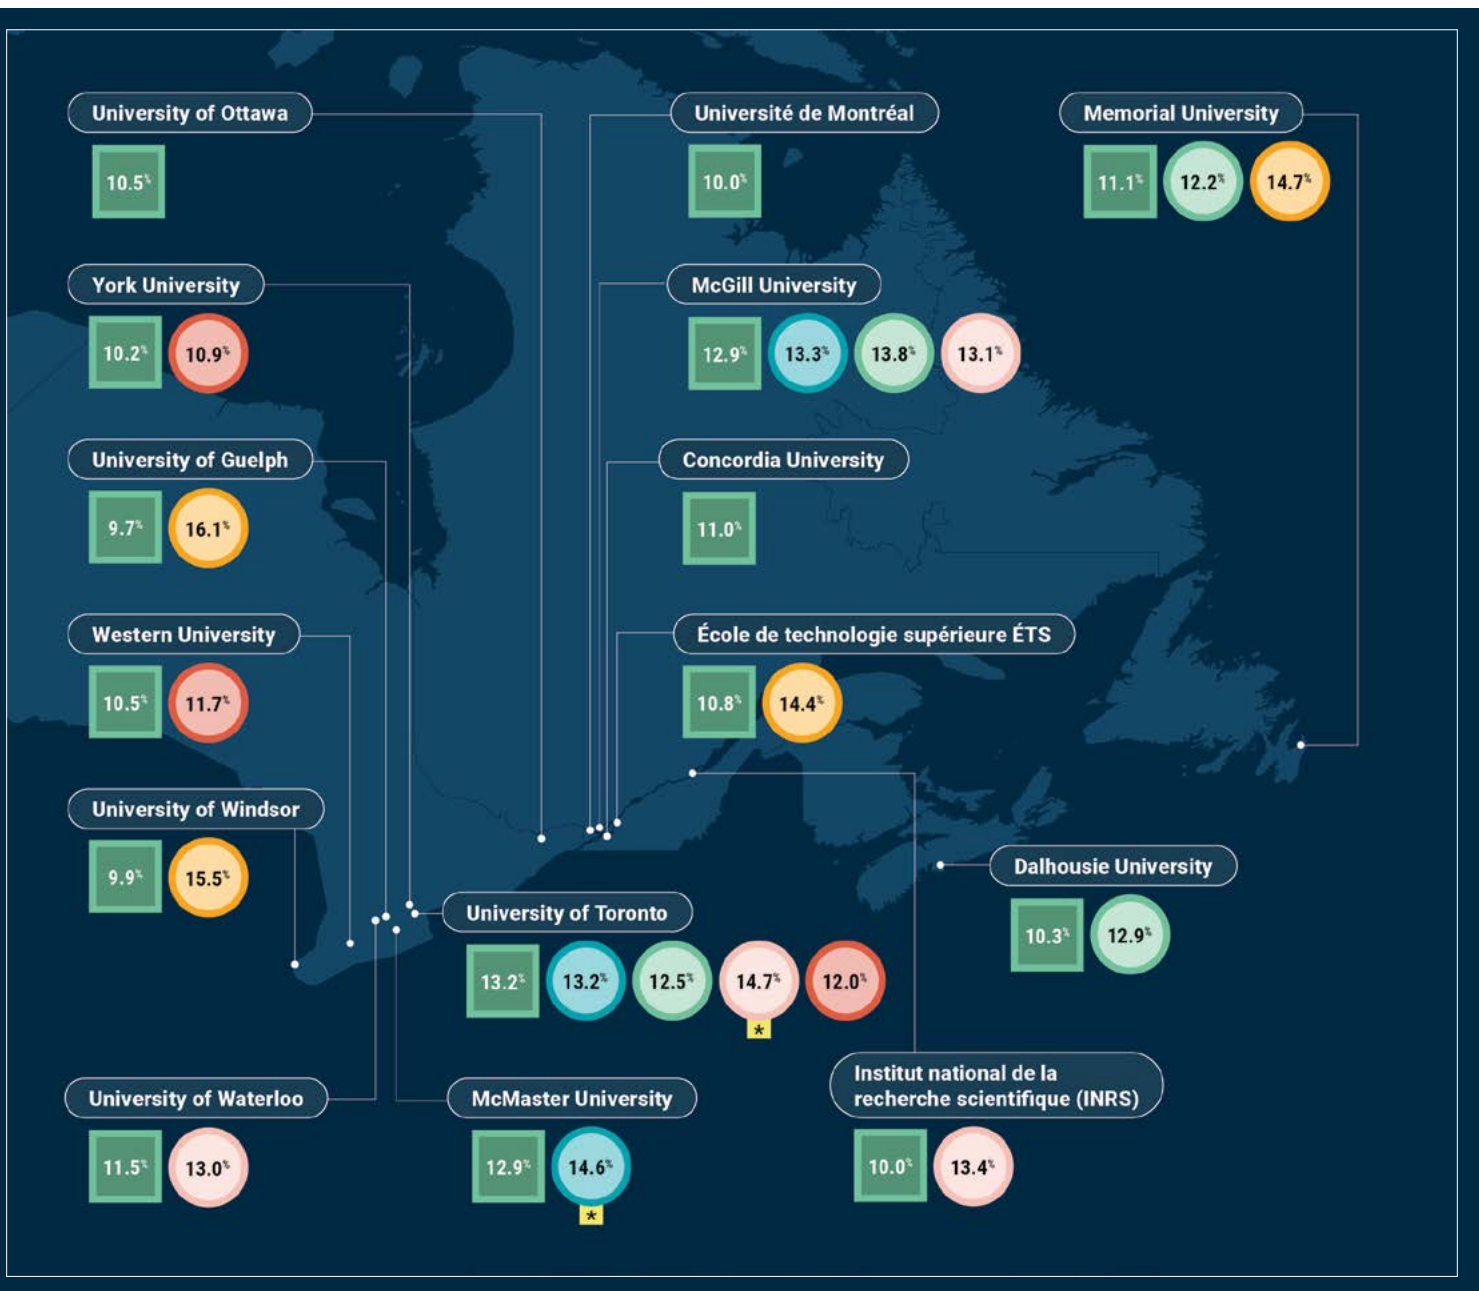 University of Ottawa
10.5%
Université de Montréal
10.0%
Memorial University
11.1% 12.2% 14.7%
York University
10.2% 10.9%
McGill University
12.9% 13.3% 13.8% 13.1%
University of Guelph
9.7% 16.1%
Concordia University
11.0%
Western University
10.5% 11.7%
École de technologie supérieure ÉTS
10.8% 14.4%
University of Windsor
9.9% 15.5%
Dalhousie University
10.3% 12.9%
University of Toronto
13.2% 13.2% 12.5% 14.7% 12.0%
*
University of Waterloo
11.5% 13.0%
McMaster University
12.9% 14.6%
*
Institut national de la
recherche scientifique (INRS)
10.0% 13.4%